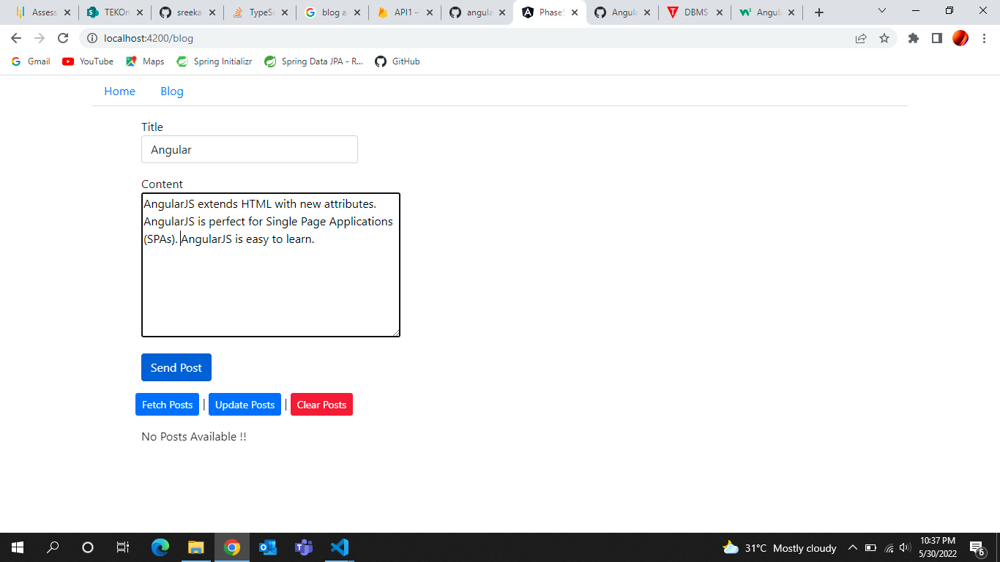 Assess
TEKOn
sreeka
TypeSc
blog a
API1 –
angula
Phase5
Angula
DBMS
Angula
localhost:4200/blog
Gmail
YouTube
Maps
Spring Initializr
Spring Data JPA - R...
GitHub
Home Blog
Title
Angular
Content
AngularJS extends HTML with new attributes.
AngularJS is perfect for Single Page Applications
(SPAs). AngularJS is easy to learn.
Send Post
Fetch Posts | Update Posts | Clear Posts
No Posts Available !!
31°C Mostly cloudy
10:37 PM
5/30/2022
6